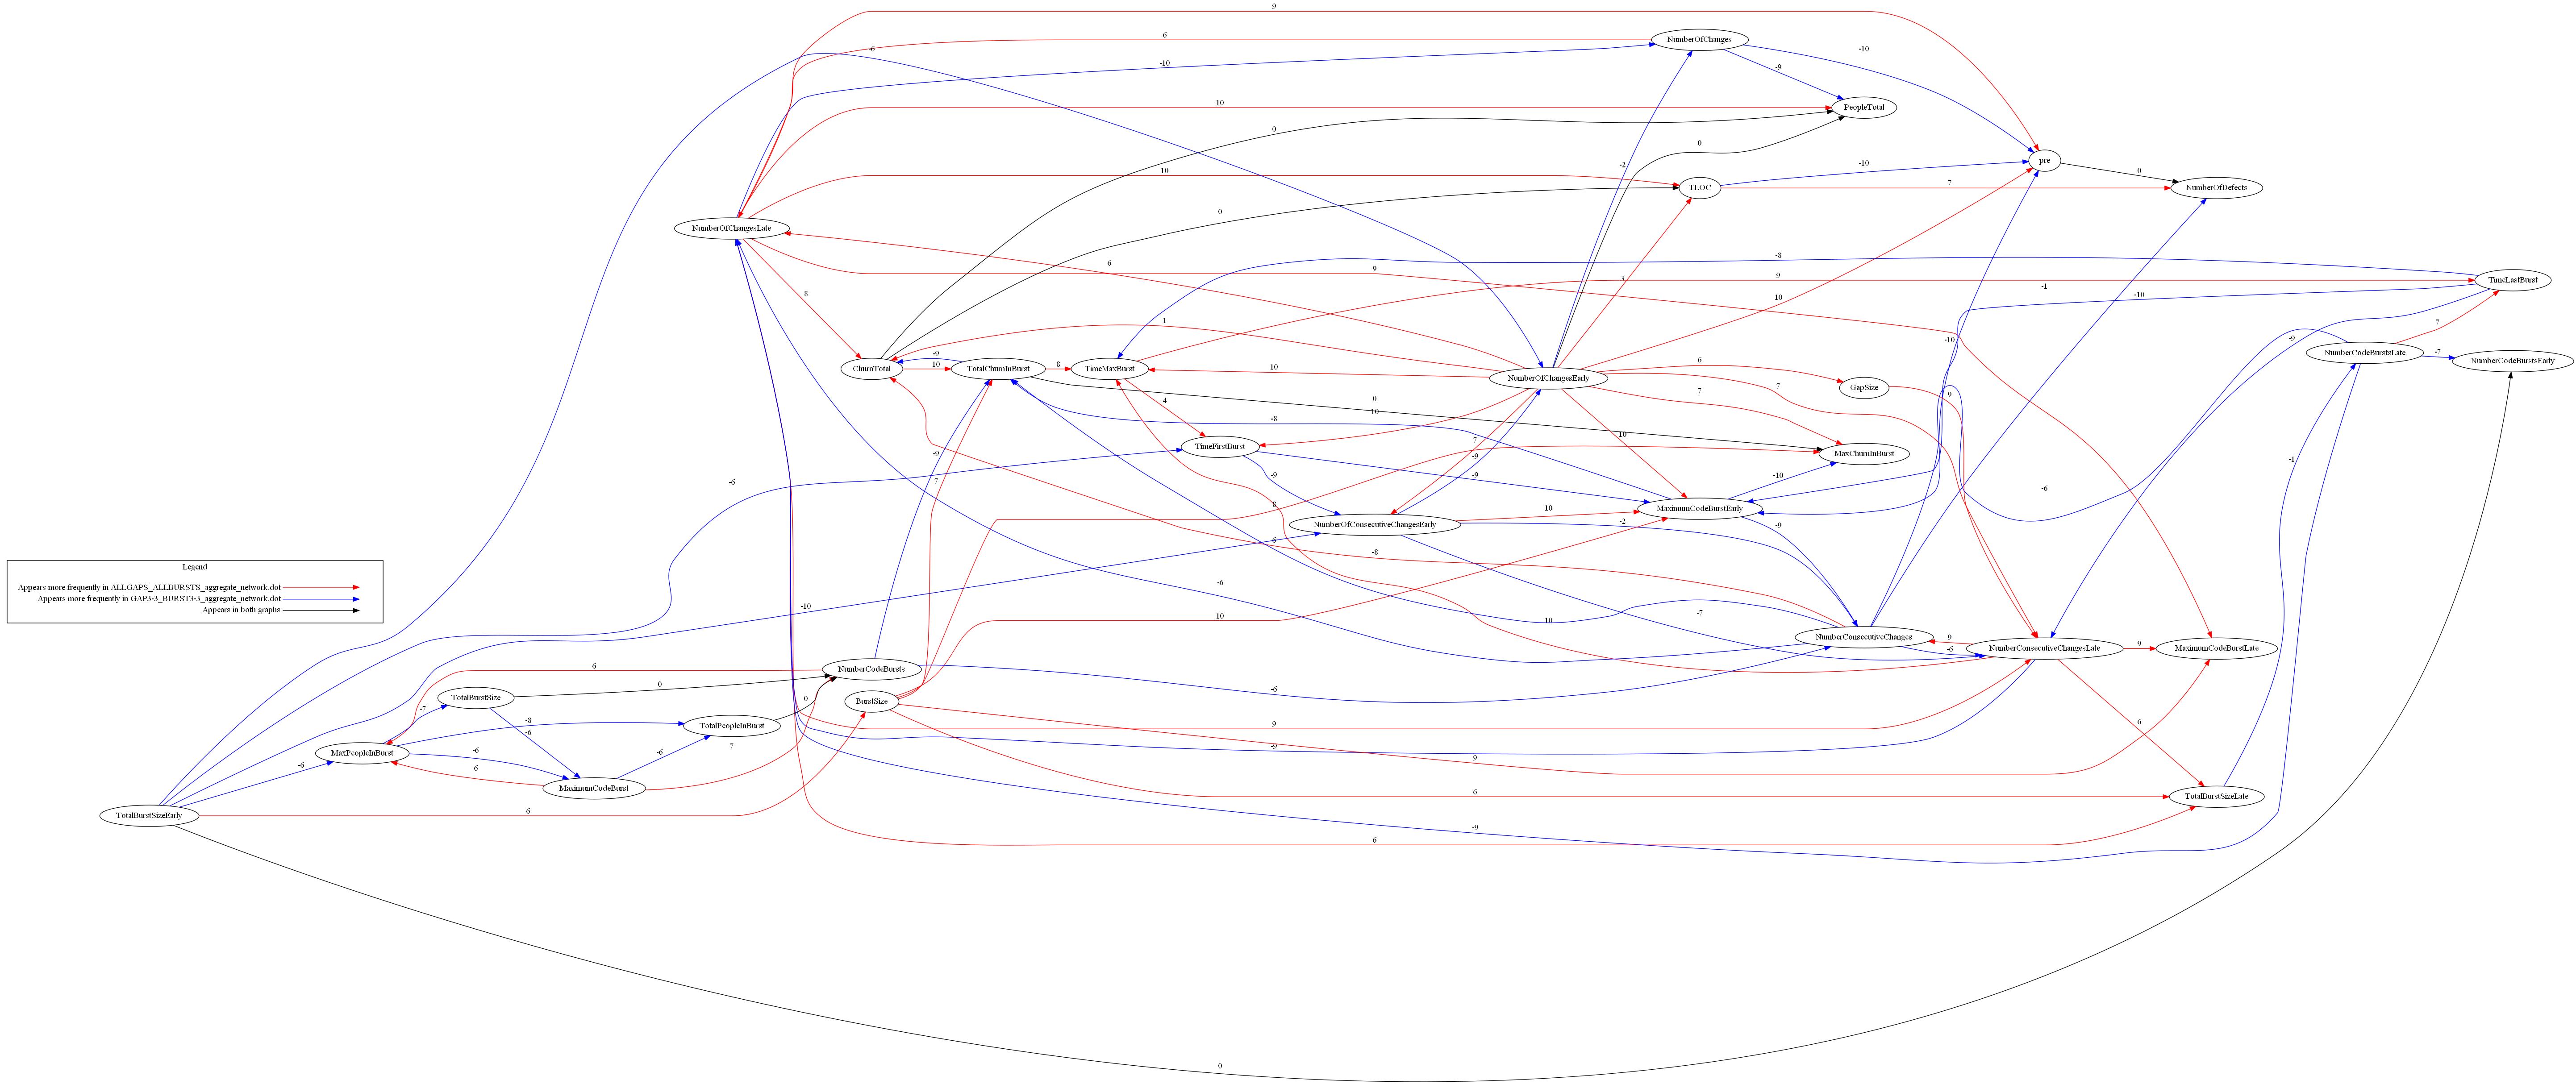 9
NumberOfChanges
6
-6
-10
-10
-9
10
PeopleTotal
0
0
pre
-2
10
-10
0
TLOC
7
NumberOfDefects
0
NumberOfChangesLate
-8
6
9
3
9
TimeLastBurst
-1
10
-10
8
1
7
-10
-9
NumberCodeBurstsLate
-7
NumberCodeBurstsEarly
ChurnTotal
-9
10
TotalChurnInBurst
8
TimeMaxBurst
10
NumberOfChangesEarly
6
GapSize
7
9
4
0
10
7
-8
10
TimeFirstBurst
7
-9
MaxChurnInBurst
-9
-9
-10
-9
7
-6
-6
-1
8
10
MaximumCodeBurstEarly
NumberOfConsecutiveChangesEarly
-2
-9
6
-8
Legend
Appears more frequently in ALLGAPS_ALLBURSTS_aggregate_network.dot
Appears more frequently in GAP3-3_BURST3-3_aggregate_network.dot
Appears in both graphs
-6
-10
10
10
-7
NumberConsecutiveChanges
9
-6
NumberConsecutiveChangesLate
9
MaximumCodeBurstLate
6
NumberCodeBursts
-6
TotalBurstSize
0
0
BurstSize
-7
-8
-6
TotalPeopleInBurst
9
6
MaxPeopleInBurst
-6
-6
7
-9
-6
6
9
MaximumCodeBurst
6
TotalBurstSizeLate
TotalBurstSizeEarly
6
-9
6
0